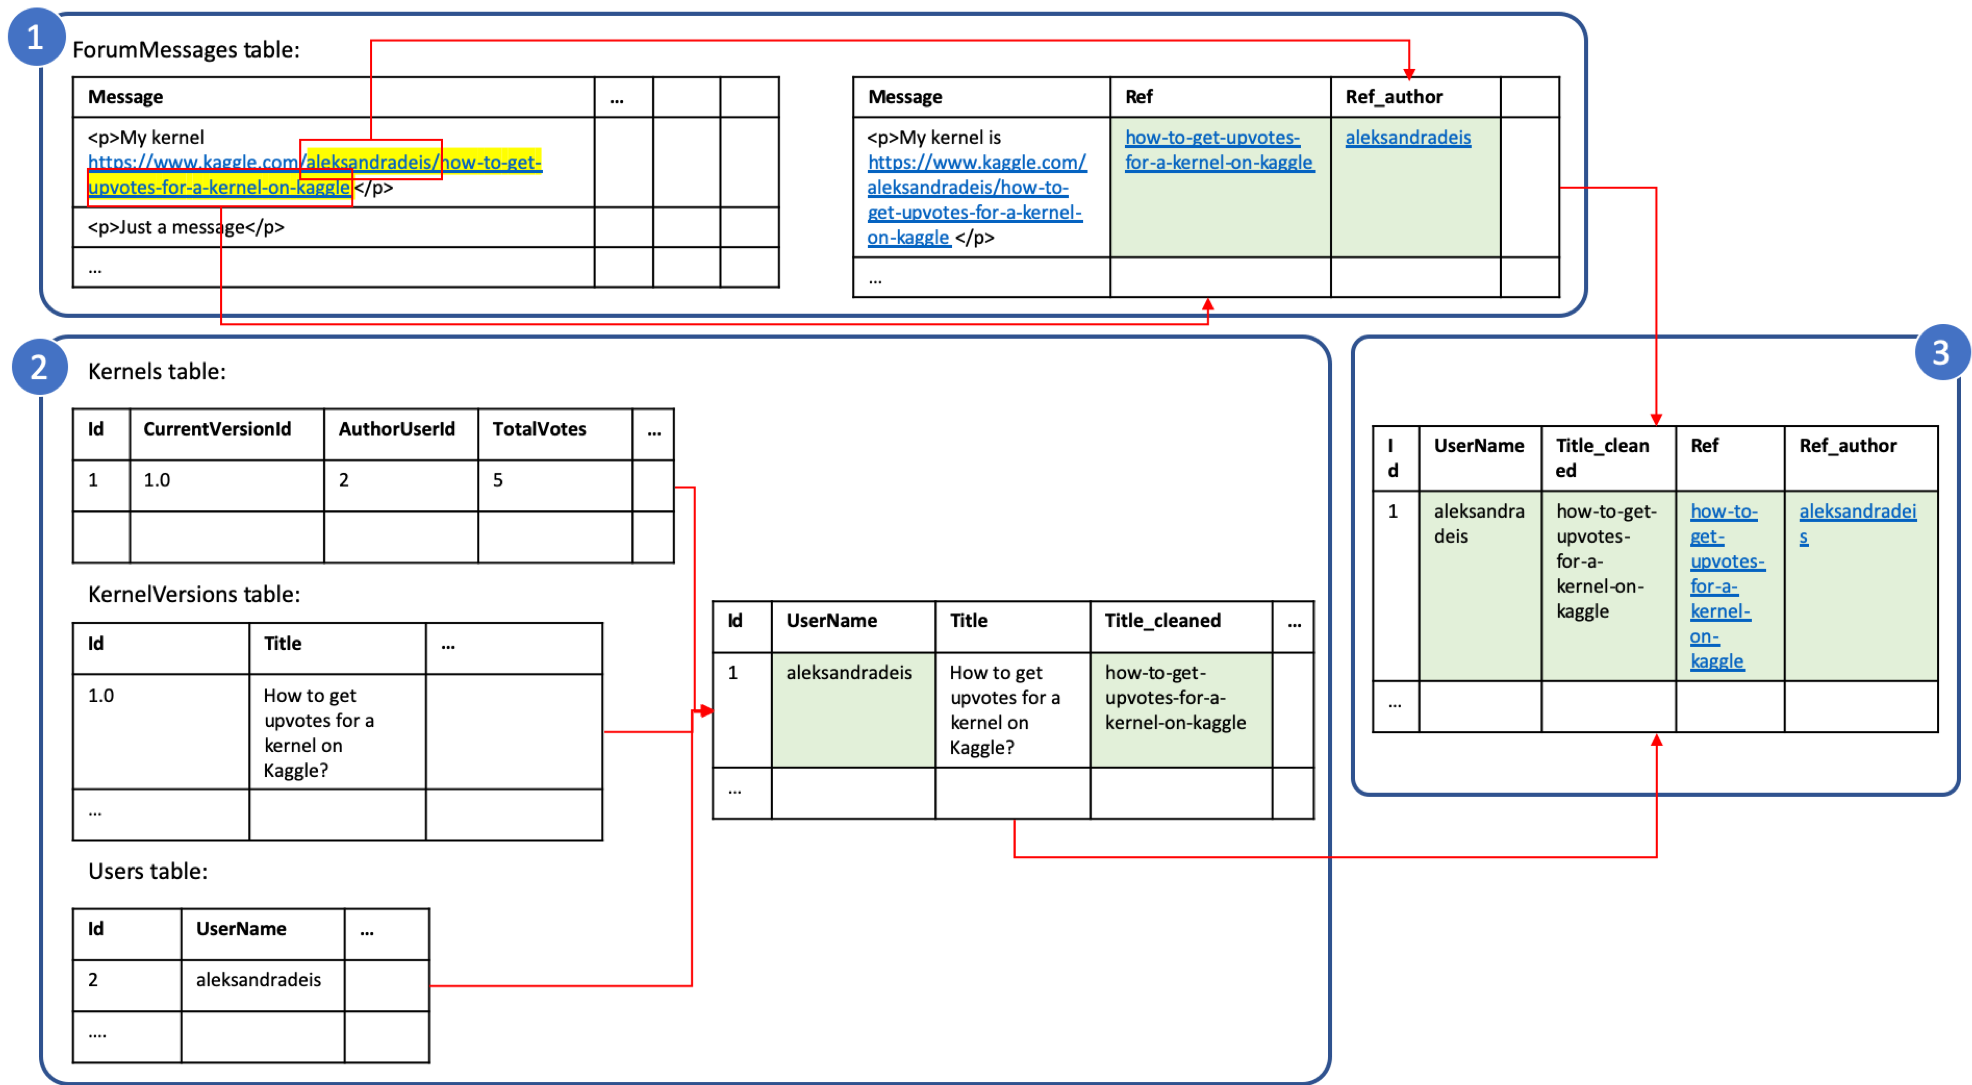 1
ForumMessages table:
Message
...
<p>My kernel
https://www.kaggle.com/aleksandradeis/how-to-get-
upvotes-for-a-kernel-on-kaggle </p>
<p>Just a message</p>
...
Message
Ref
Ref_author
<p>My kernel is
https://www.kaggle.com/
aleksandradeis/how-to-
get-upvotes-for-a-kernel-
on-kaggle </p>
how-to-get-upvotes-
for-a-kernel-on-kaggle
aleksandradeis
...
2
Kernels table:
Id
CurrentVersionId
AuthorUserId
TotalVotes
...
1
1.0
2
5
KernelVersions table:
Id
Title
...
1.0
How to get
upvotes for a
kernel on
Kaggle?
...
Users table:
Id
UserName
...
2
aleksandradeis
....
Id
UserName
Title
Title_cleaned
...
1
aleksandradeis
How to get
upvotes for a
kernel on
Kaggle?
how-to-get-
upvotes-for-a-
kernel-on-kaggle
...
3
I
d
UserName
Title_clean
ed
Ref
Ref_author
1
aleksandra
deis
how-to-get-
upvotes-
for-a-
kernel-on-
kaggle
how-to-
get-
upvotes-
for-a-
kernel-
on-
kaggle
aleksandradei
s
...